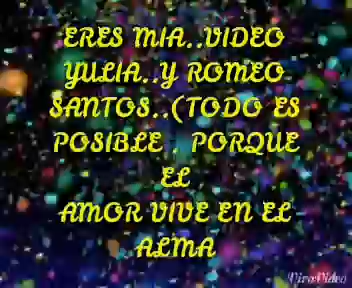 ERES MIA..VIDEO
YULIA..Y ROMEO
SANTOS..(TODO ES
POSIBLE . PORQUE
EL
AMOR VIVE EN EL
ALMA
VivaVideo